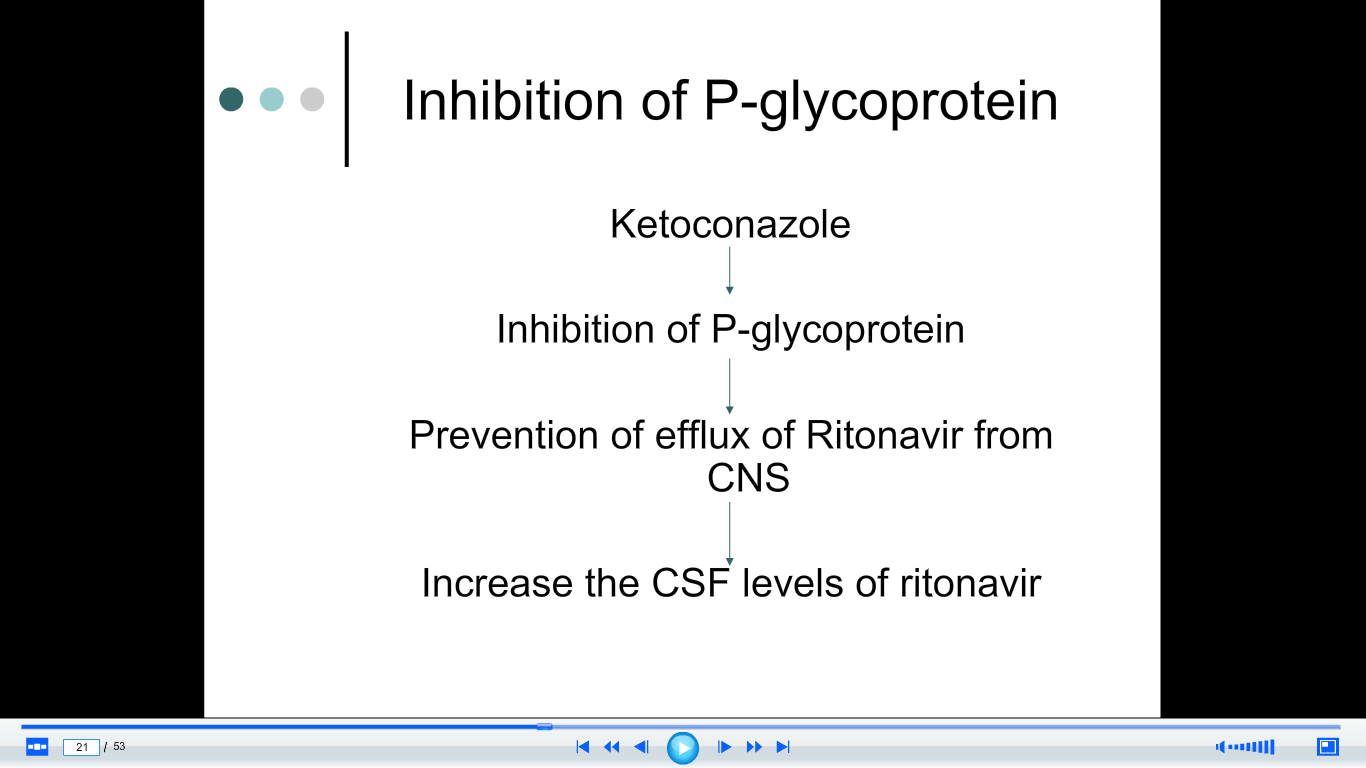 Inhibition of P-glycoprotein
Ketoconazole
Inhibition of P-glycoprotein
Prevention of efflux of Ritonavir from
CNS
Increase the CSF levels of ritonavir
21 / 53